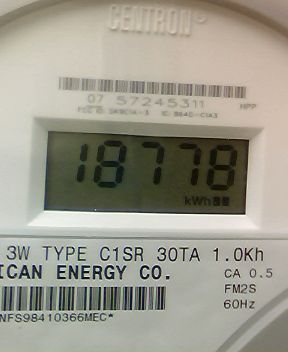 CENTRON®
07 57245311
HPP
18778
kWh
3W TYPE C1SR 30TA 1.0Kh
ICAN ENERGY CO.
CA 0.5
FM2S
60Hz
NFS98410366MEC*